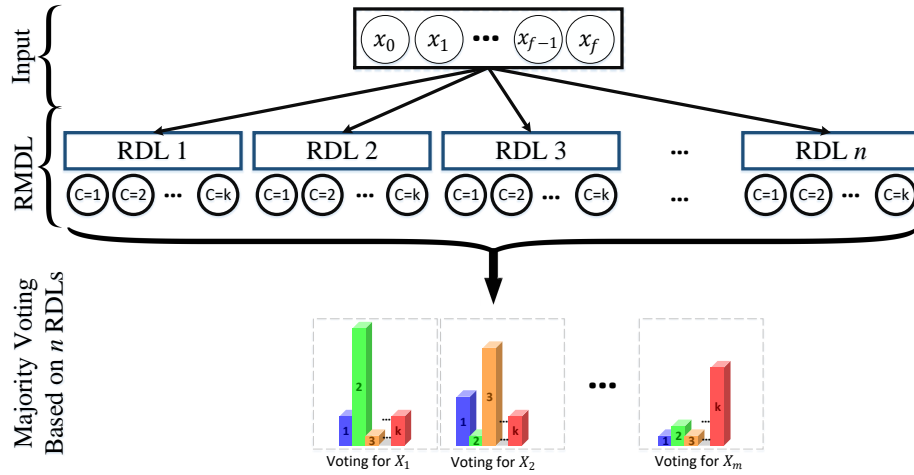 Input
x0 x1 ... xf−1 xf
RMDL
RDL 1 RDL 2 RDL 3 ... RDL n
C=1 C=2 ... C=k C=1 C=2 ... C=k C=1 C=2 ... C=k ... C=1 C=2 ... C=k
Majority Voting
Based on n RDLs
1 2 3 ... ... k
1 2 3 ... ... k
...
1 2 3 ... ... k
Voting for X1 Voting for X2 Voting for Xm